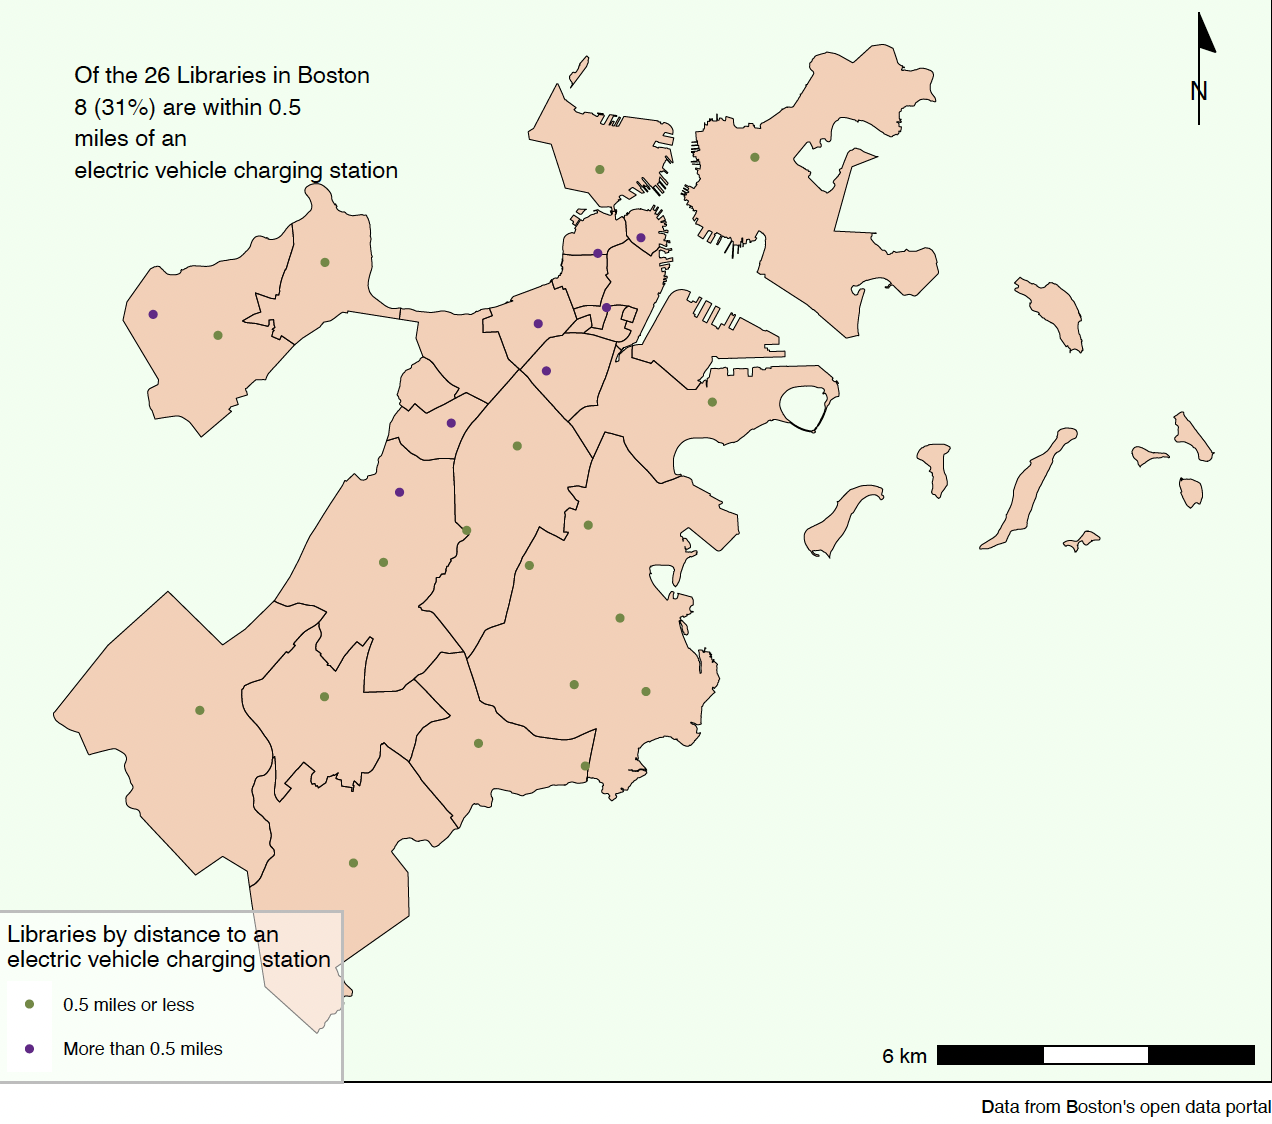 Of the 26 Libraries in Boston
8 (31%) are within 0.5
miles of an
electric vehicle charging station
N
Libraries by distance to an
electric vehicle charging station
0.5 miles or less
More than 0.5 miles
6 km
Data from Boston's open data portal